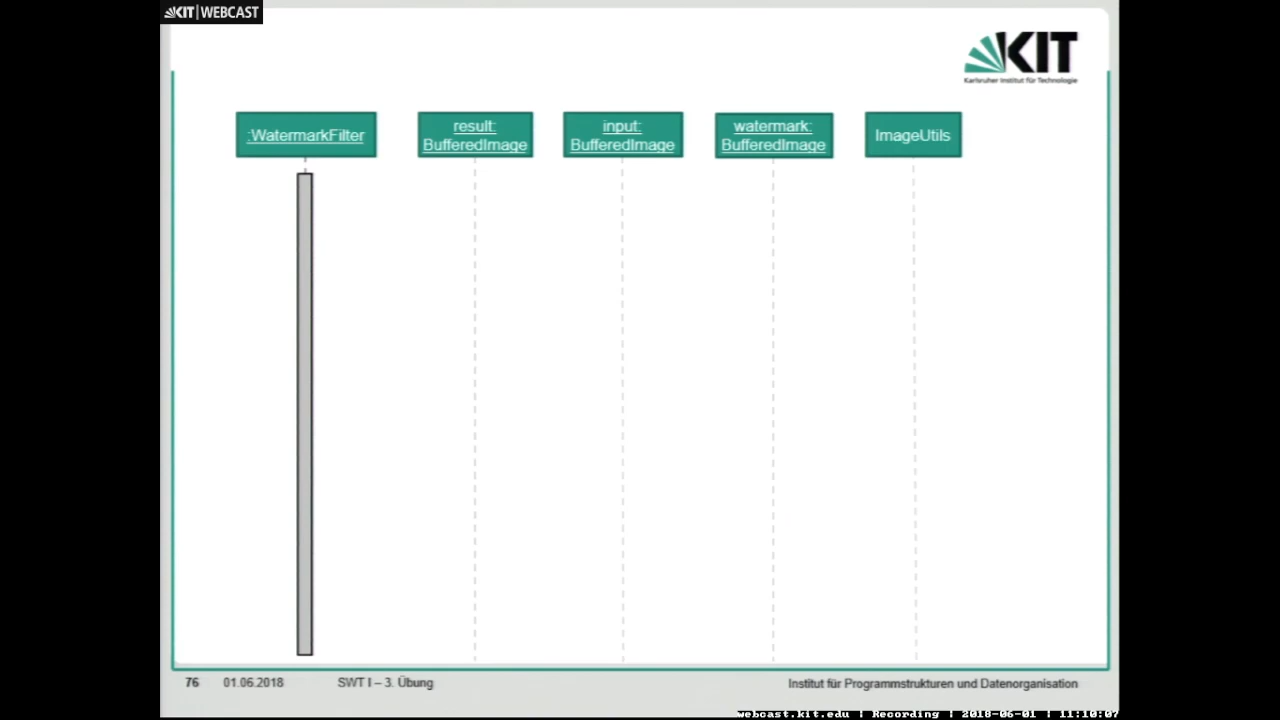 KIT|WEBCAST
KIT
Karlsruher Institut für Technologie
:WatermarkFilter
result:
BufferedImage
input:
BufferedImage
watermark:
BufferedImage
ImageUtils
76 01.06.2018 SWT I – 3. Übung Institut für Programmstrukturen und Datenorganisation
webcast.kit.edu | Recording | 2018-06-01 | 11:10:07